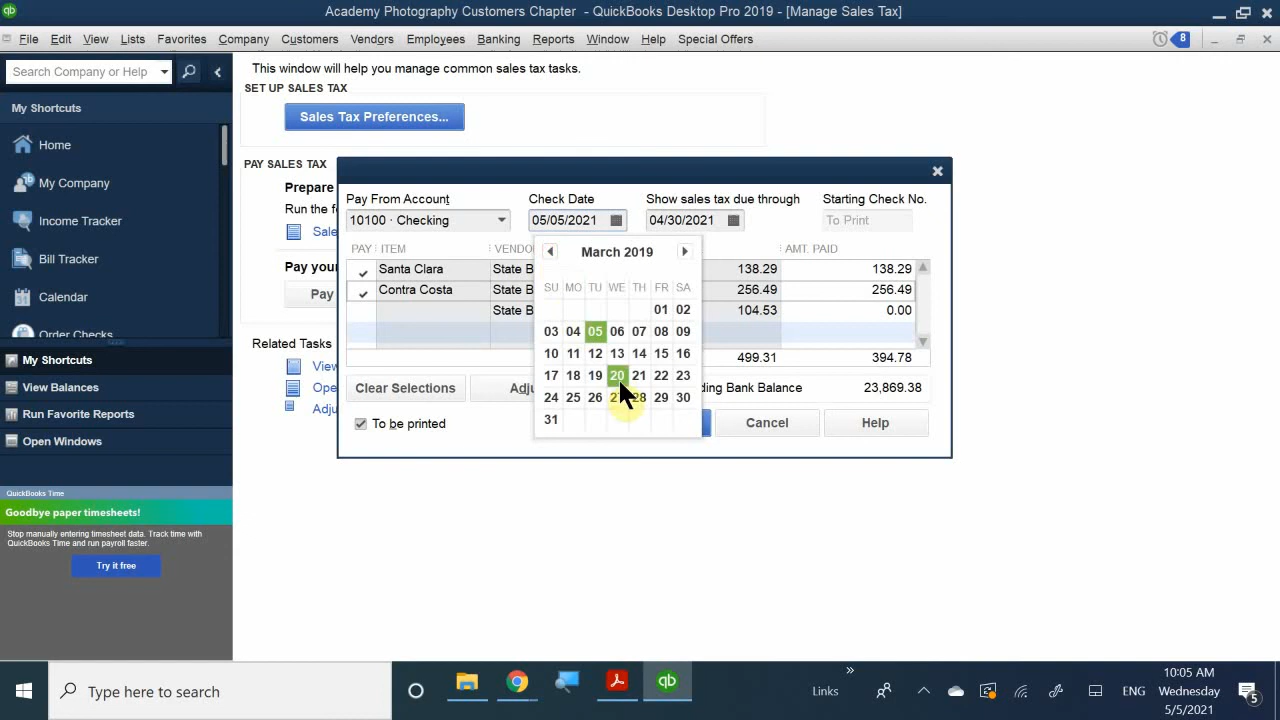 Academy Photography Customers Chapter - QuickBooks Desktop Pro 2019 - [Manage Sales Tax]
File Edit View Lists Favorites Company Customers Vendors Employees Banking Reports Window Help Special Offers 8
Search Company or Help
My Shortcuts
Home
My Company
Income Tracker
Bill Tracker
Calendar
Order Checks
My Shortcuts
View Balances
Run Favorite Reports
Open Windows
QuickBooks Time
Goodbye paper timesheets!
Stop manually entering timesheet data. Track time with
QuickBooks Time and run payroll faster.
Try it free
This window will help you manage common sales tax tasks.
SET UP SALES TAX
Sales Tax Preferences...
PAY SALES TAX
Prepare
Run the f
Sale
Pay your
Pay
Related Tasks
View
Ope
Adju
Pay From Account Check Date Show sales tax due through Starting Check No.
10100 · Checking 05/05/2021 04/30/2021 To Print
PAY ITEM VENDO AMT. PAID
Santa Clara State B 138.29 138.29
Contra Costa State B 256.49 256.49
State B 104.53 0.00
499.31 394.78
Clear Selections Adju ding Bank Balance 23,869.38
To be printed Cancel Help
March 2019
SU MO TU WE TH FR SA
01 02
03 04 05 06 07 08 09
10 11 12 13 14 15 16
17 18 19 20 21 22 23
24 25 26 27 28 29 30
31
qb
Type here to search
Links
ENG
10:05 AM
Wednesday
5/5/2021
5